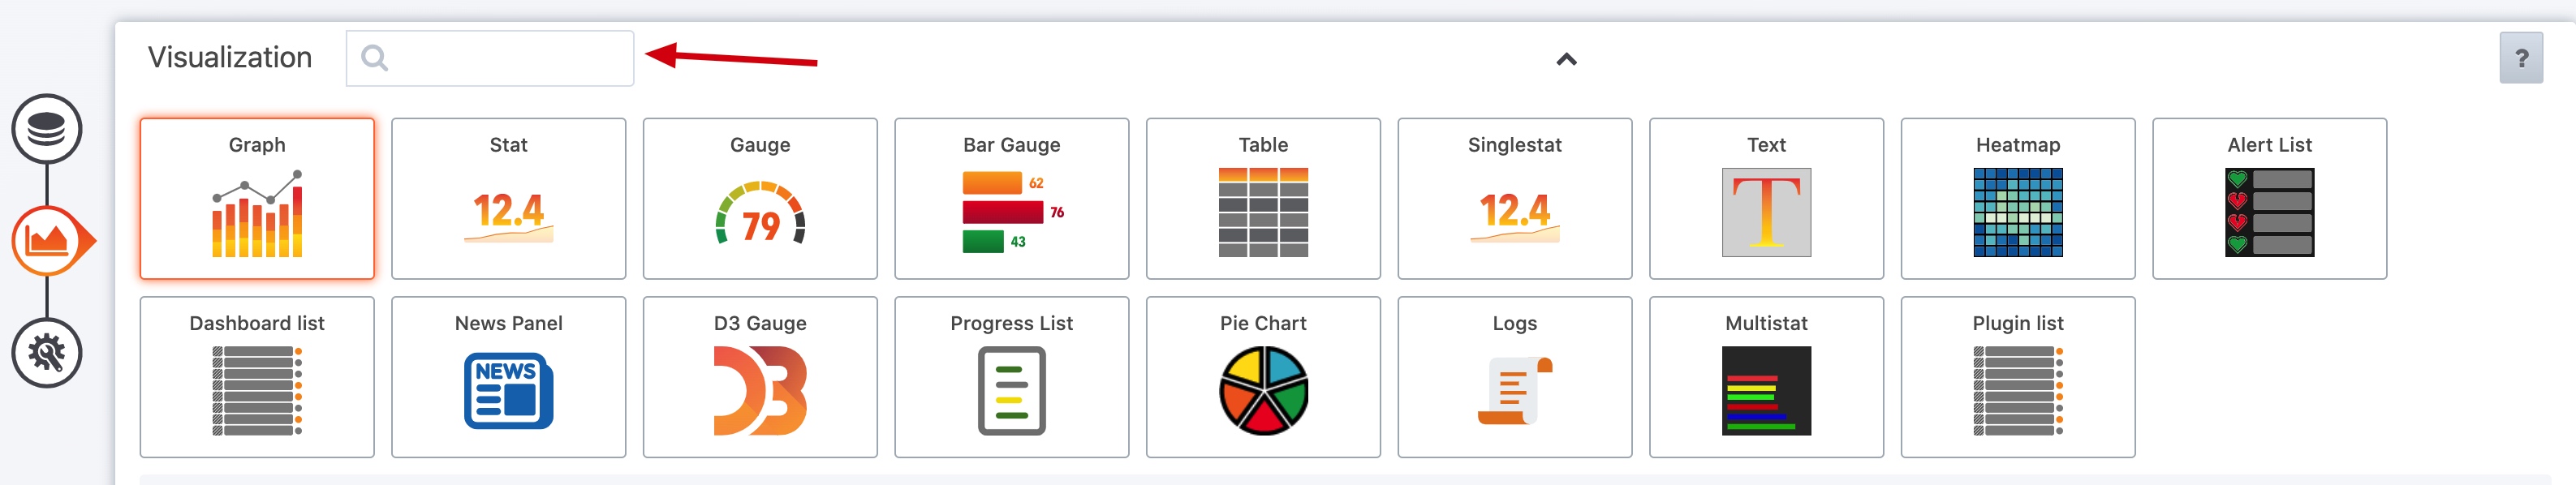 Visualization
?
Graph
Stat
Gauge
Bar Gauge
Table
Singlestat
Text
Heatmap
Alert List
12.4
79
62
76
43
12.4
T
Dashboard list
News Panel
D3 Gauge
Progress List
Pie Chart
Logs
Multistat
Plugin list
NEWS
D3